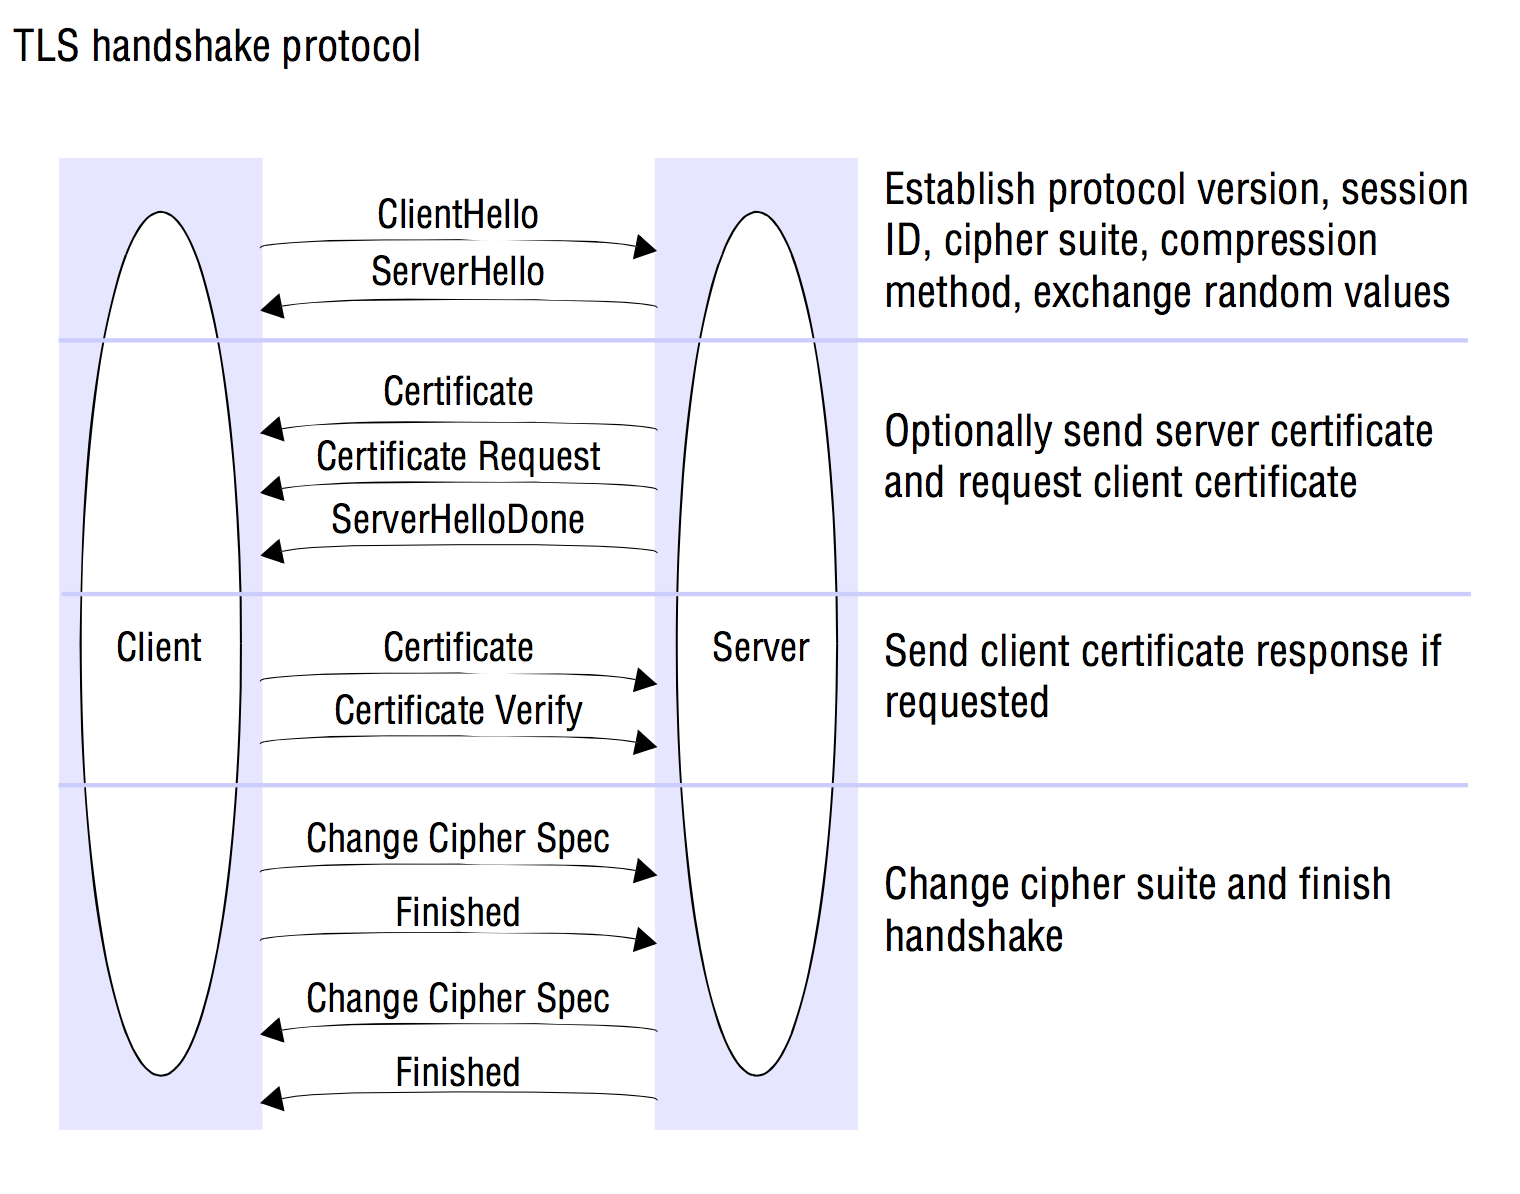 TLS handshake protocol
ClientHello
ServerHello
Establish protocol version, session
ID, cipher suite, compression
method, exchange random values
Certificate
Certificate Request
ServerHelloDone
Optionally send server certificate
and request client certificate
Client
Certificate
Certificate Verify
Server
Send client certificate response if
requested
Change Cipher Spec
Finished
Change Cipher Spec
Finished
Change cipher suite and finish
handshake